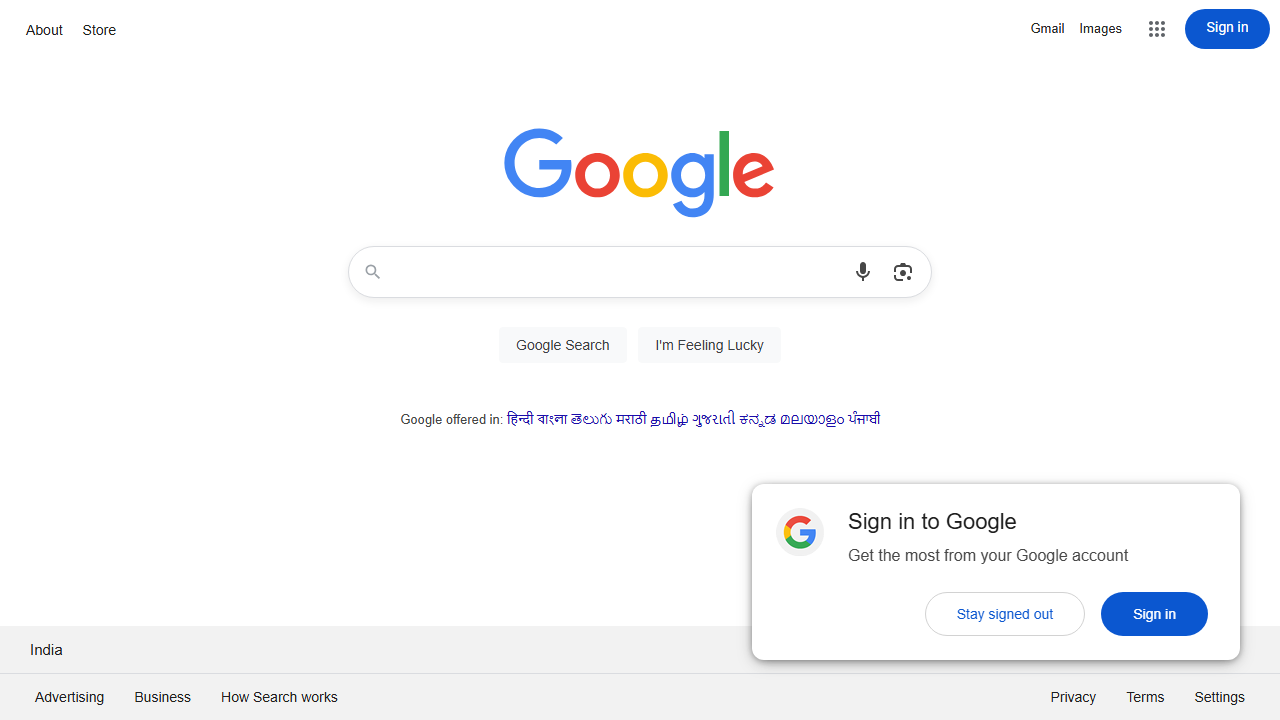 About Store
Gmail Images Sign in
Google
Google Search I'm Feeling Lucky
Google offered in: हिन्दी বাংলা తెలుగు मराठी தமிழ் ગુજરાતી ಕನ್ನಡ മലയാളം ਪੰਜਾਬੀ
Sign in to Google
Get the most from your Google account
Stay signed out Sign in
India
Advertising Business How Search works
Privacy Terms Settings